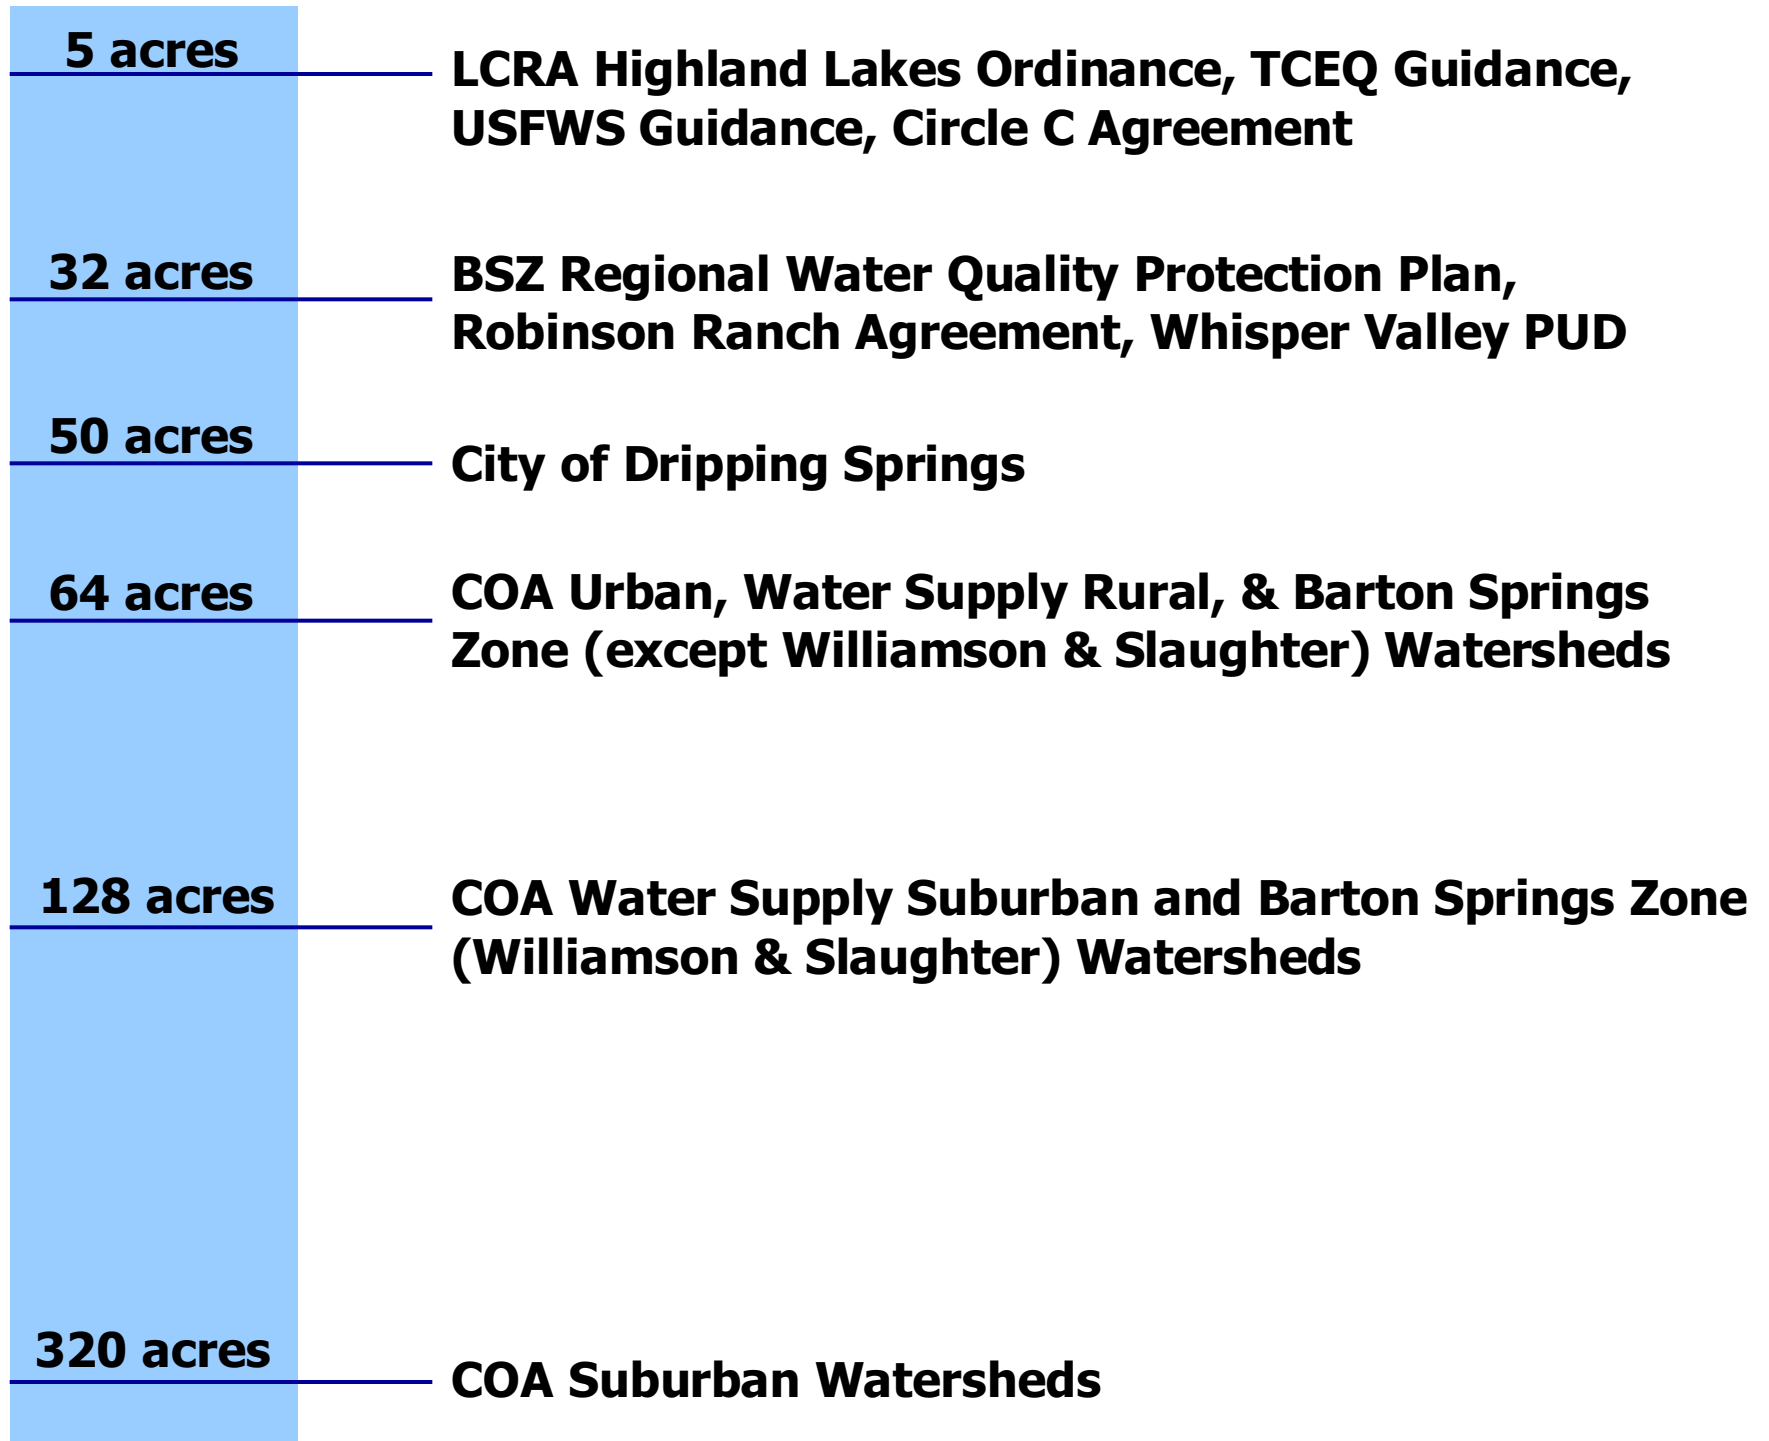 5 acres
LCRA Highland Lakes Ordinance, TCEQ Guidance,
USFWS Guidance, Circle C Agreement
32 acres
BSZ Regional Water Quality Protection Plan,
Robinson Ranch Agreement, Whisper Valley PUD
50 acres
City of Dripping Springs
64 acres
COA Urban, Water Supply Rural, & Barton Springs
Zone (except Williamson & Slaughter) Watersheds
128 acres
COA Water Supply Suburban and Barton Springs Zone
(Williamson & Slaughter) Watersheds
320 acres
COA Suburban Watersheds